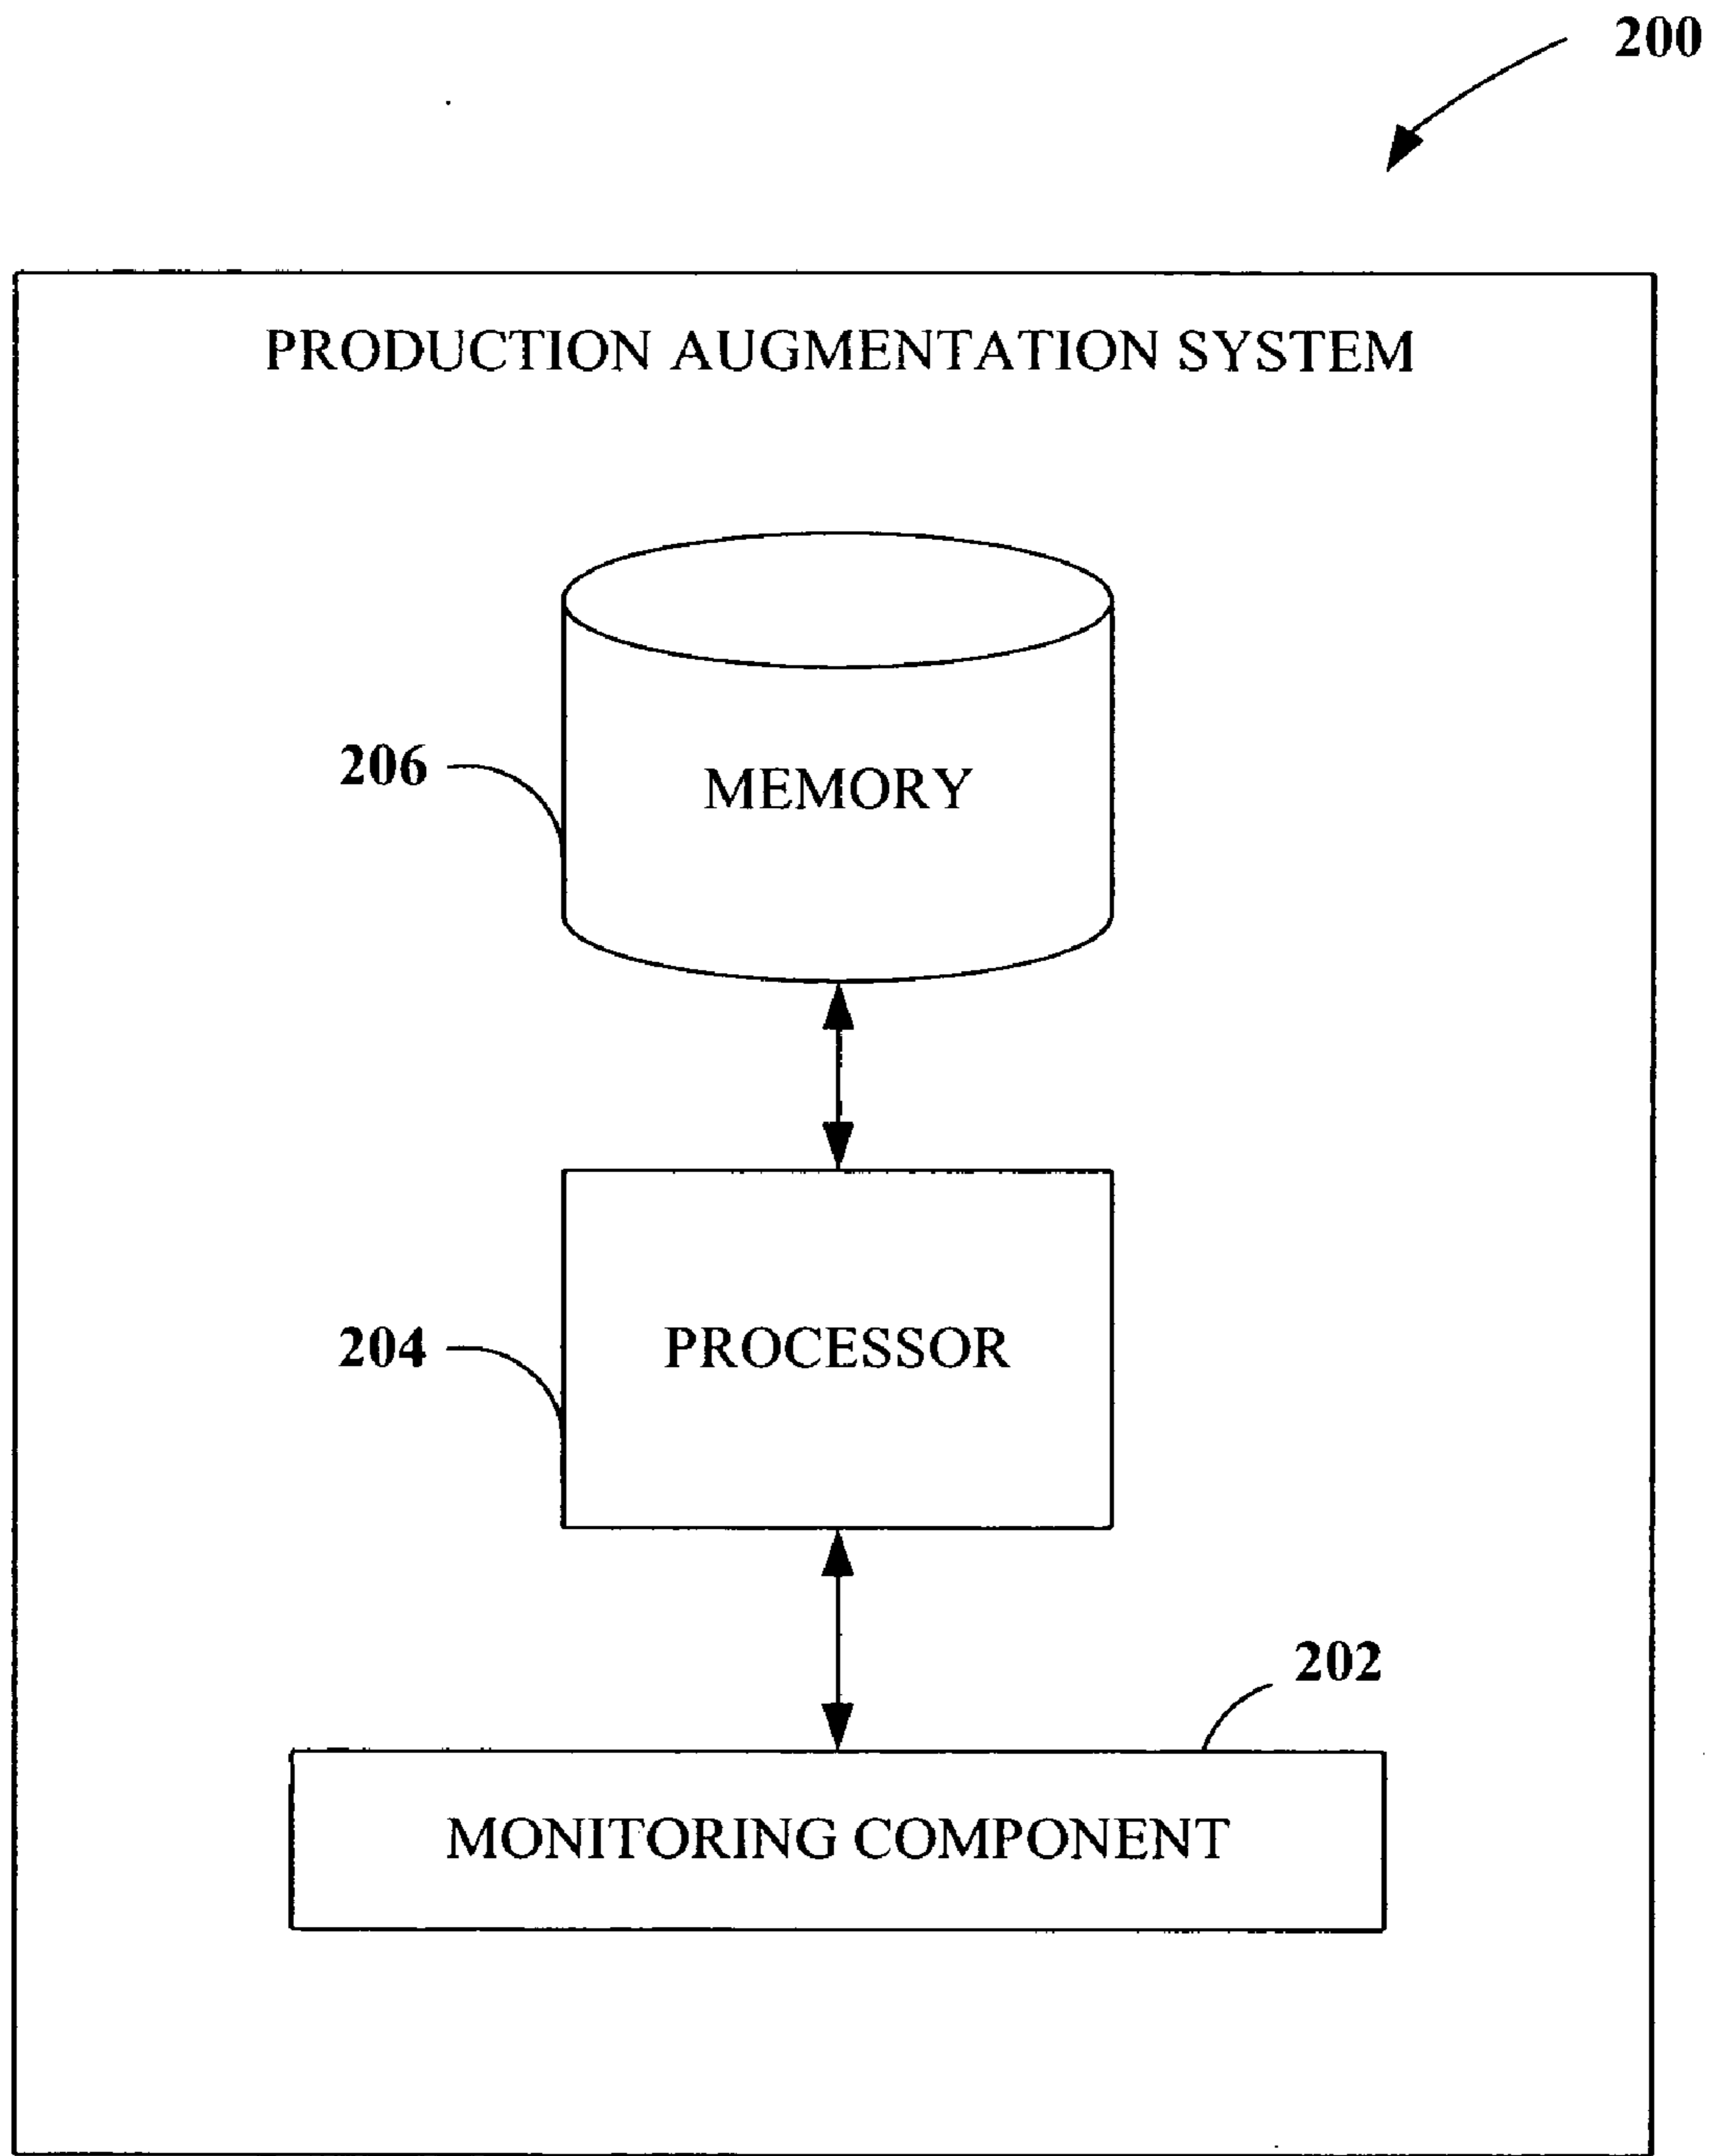 200
PRODUCTION AUGMENTATION SYSTEM
206
MEMORY
204
PROCESSOR
202
MONITORING COMPONENT